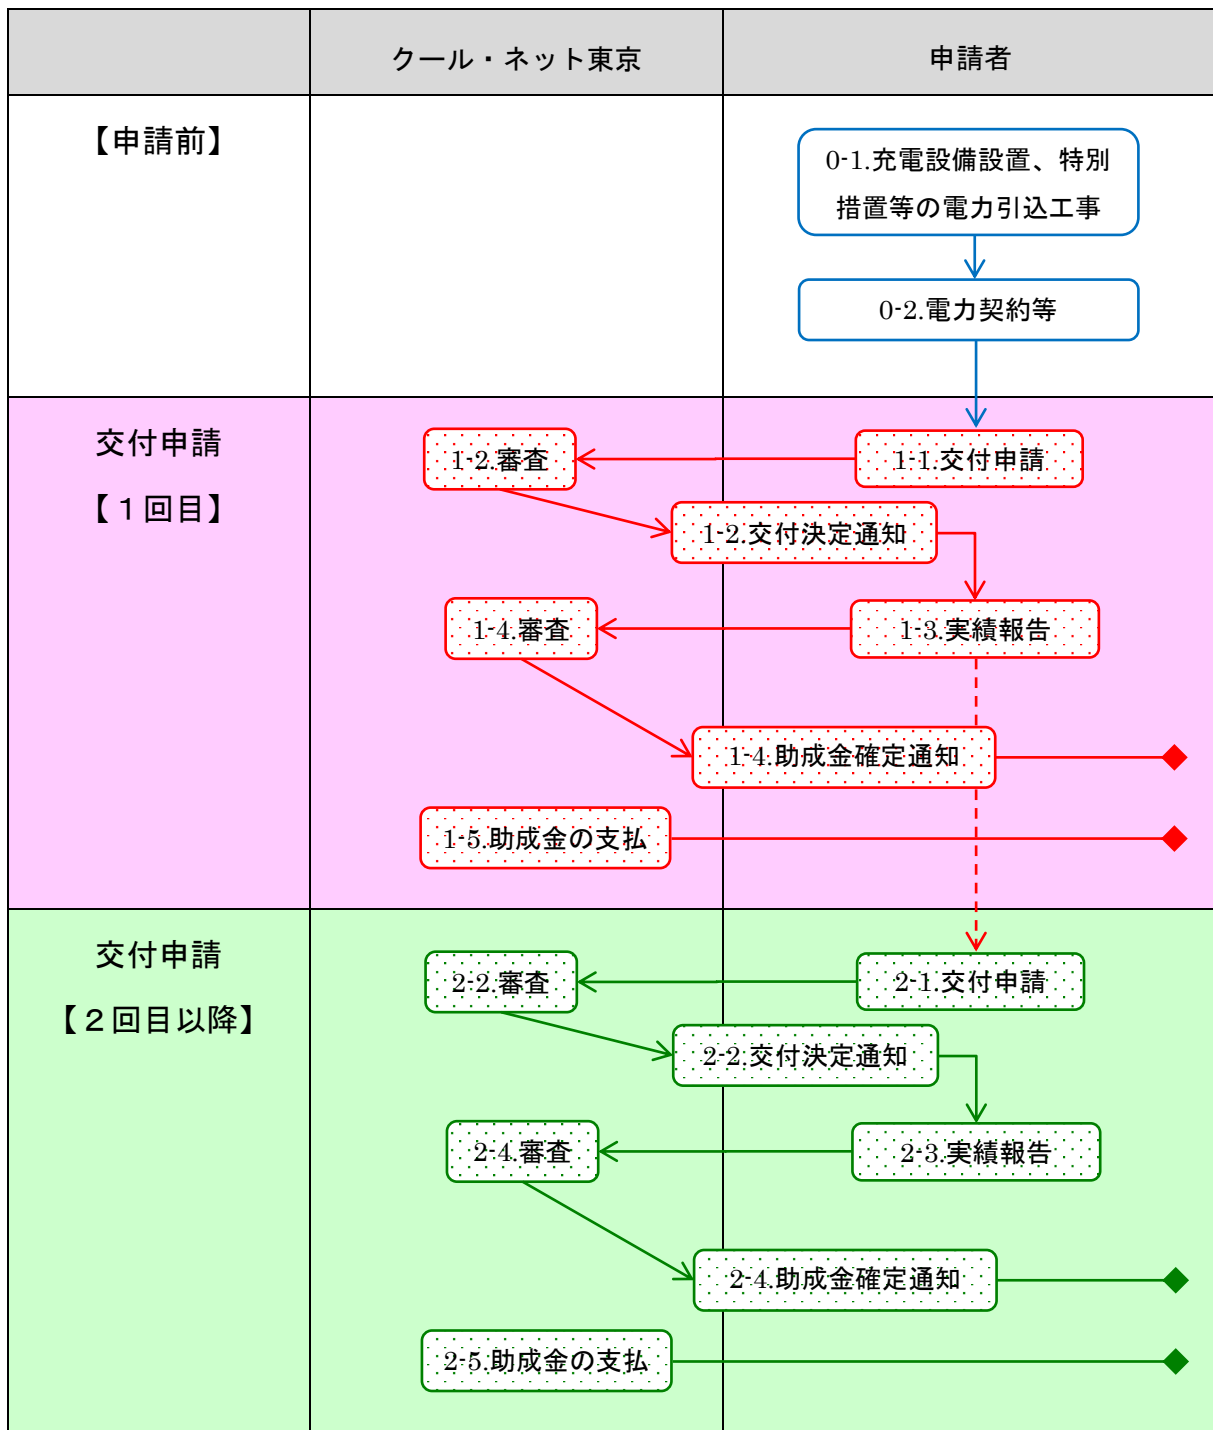 クール・ネット東京
申請者
【申請前】
0-1.充電設備設置、特別
措置等の電力引込工事
0-2.電力契約等
交付申請
【１回目】
1-2.審査
1-1.交付申請
1-2.交付決定通知
1-4.審査
1-3.実績報告
1-4.助成金確定通知
1-5.助成金の支払
交付申請
【２回目以降】
2-2.審査
2-1.交付申請
2-2.交付決定通知
2-4.審査
2-3.実績報告
2-4.助成金確定通知
2-5.助成金の支払